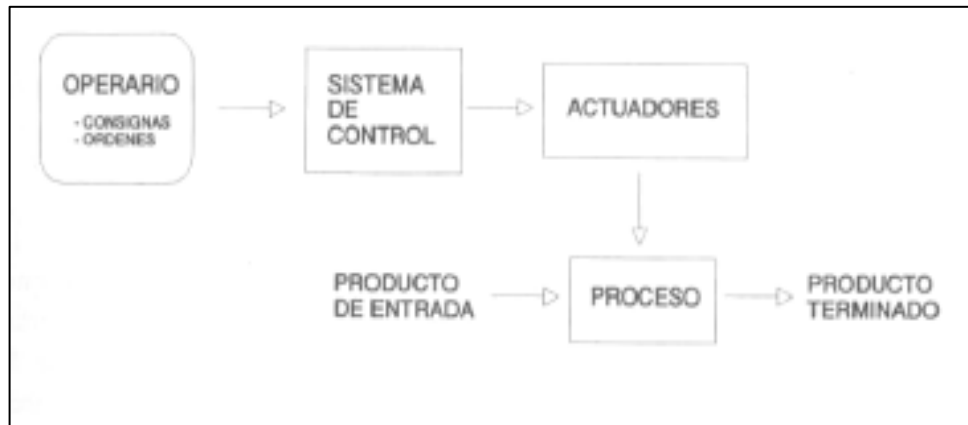 OPERARIO
- CONSIGNAS
- ORDENES
SISTEMA
DE
CONTROL
ACTUADORES
PRODUCTO
DE ENTRADA
PROCESO
PRODUCTO
TERMINADO